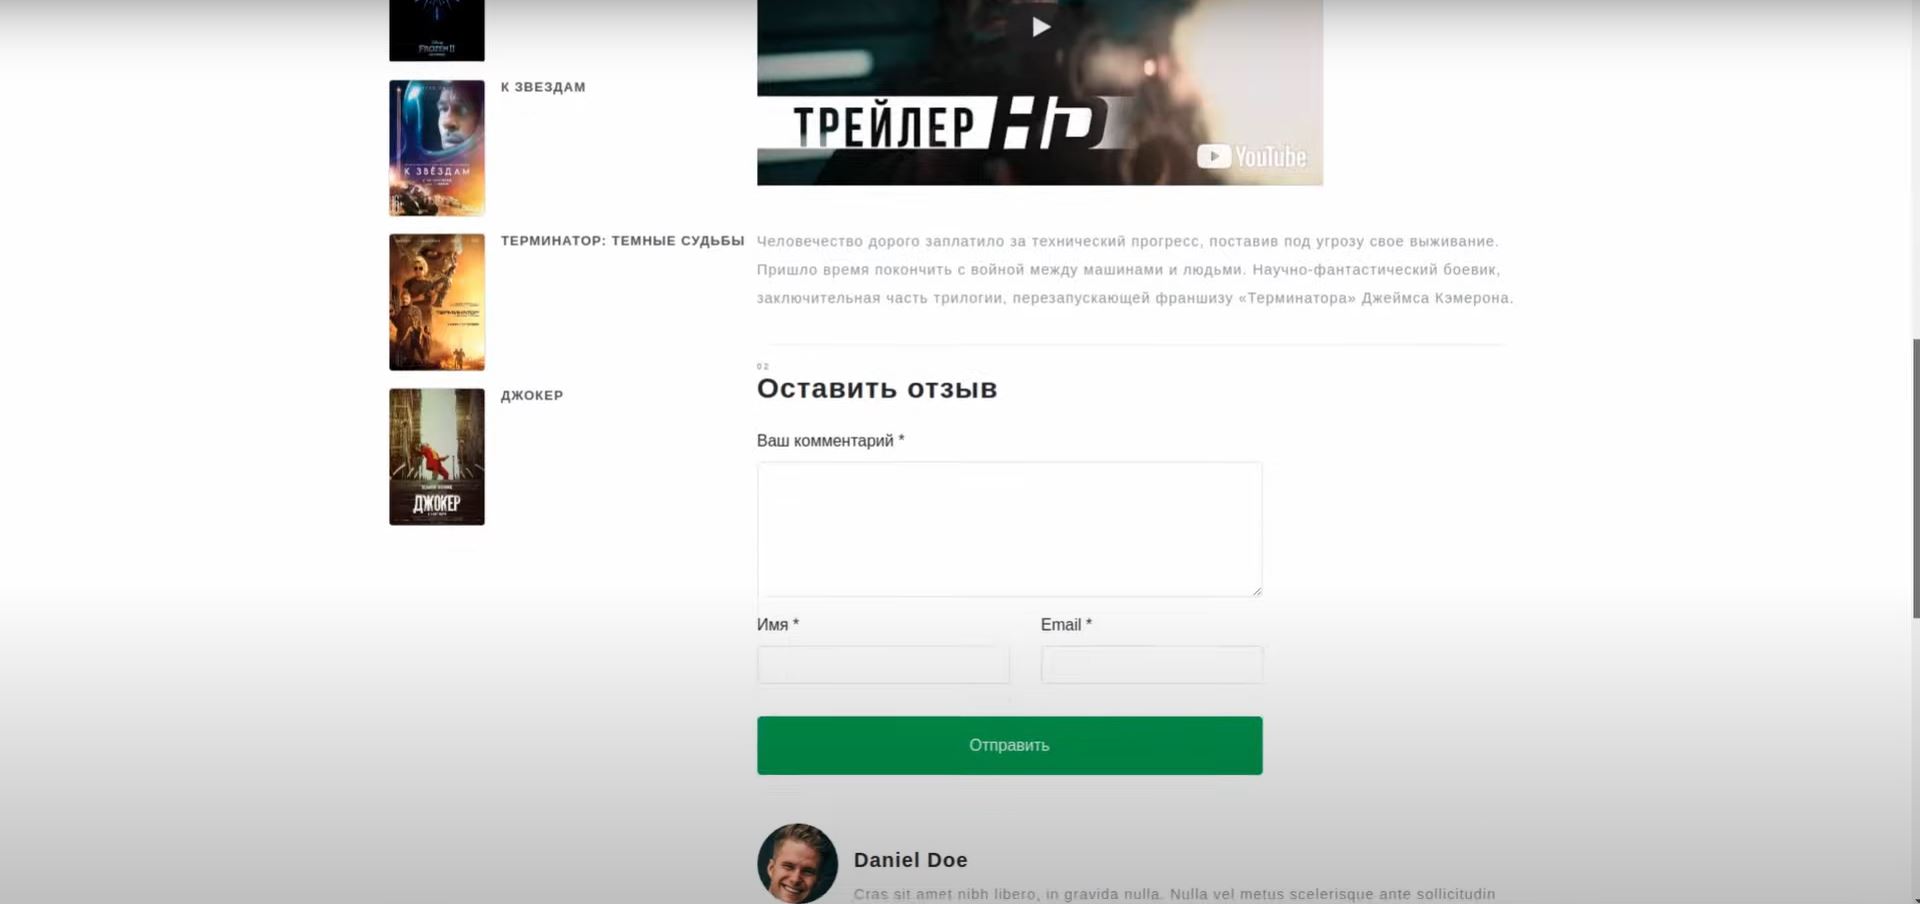 FROZEN II
К ЗВЕЗДАМ
К ЗВЁЗДАМ
ТЕРМИНАТОР: ТЕМНЫЕ СУДЬБЫ
ДЖОКЕР
ДЖОКЕР
ТРЕЙЛЕР HD
YouTube
Человечество дорого заплатило за технический прогресс, поставив под угрозу свое выживание.
Пришло время покончить с войной между машинами и людьми. Научно-фантастический боевик,
заключительная часть трилогии, перезапускающей франшизу «Терминатора» Джеймса Кэмерона.
02
Оставить отзыв
Ваш комментарий *
Имя *
Email *
Отправить
Daniel Doe
Cras sit amet nibh libero, in gravida nulla. Nulla vel metus scelerisque ante sollicitudin